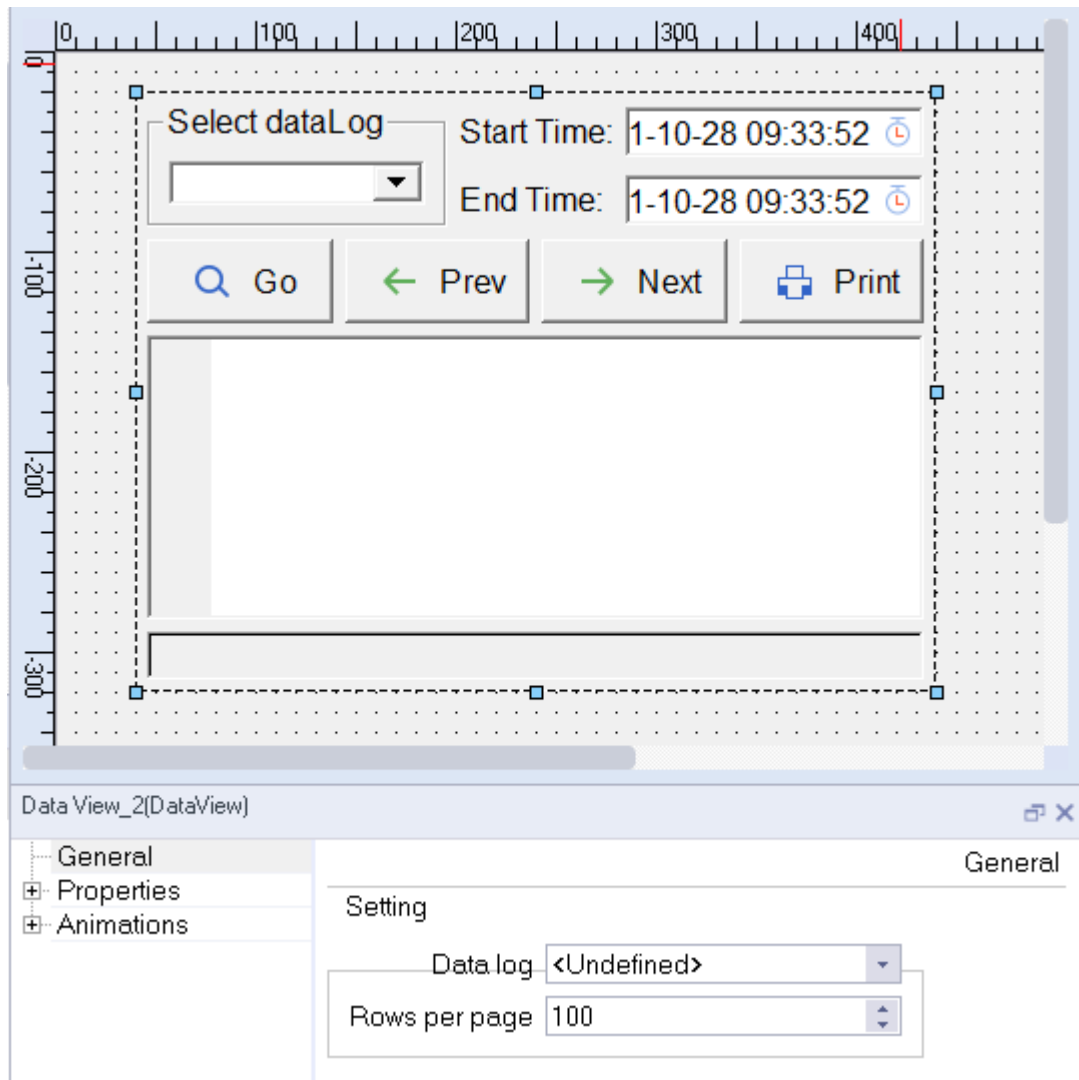 0 100 200 300 400
-100
-200
-300
Select dataLog
Start Time: 1-10-28 09:33:52
End Time: 1-10-28 09:33:52
Go Prev Next Print
Data View_2(DataView)
General
Properties
Animations
General
Setting
Data log <Undefined>
Rows per page 100